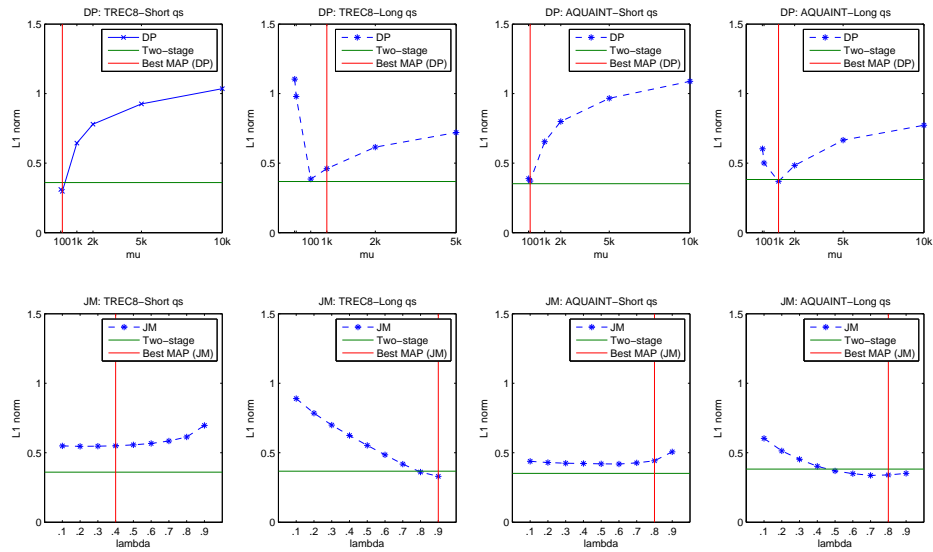 DP: TREC8−Short qs
1.5
1
0.5
0
L1 norm
1001k 2k 5k 10k
mu
DP
Two−stage
Best MAP (DP)
DP: TREC8−Long qs
1.5
1
0.5
0
L1 norm
100 1k 2k 5k
mu
DP
Two−stage
Best MAP (DP)
DP: AQUAINT−Short qs
1.5
1
0.5
0
L1 norm
1001k 2k 5k 10k
mu
DP
Two−stage
Best MAP (DP)
DP: AQUAINT−Long qs
1.5
1
0.5
0
L1 norm
1001k 2k 5k 10k
mu
DP
Two−stage
Best MAP (DP)
JM: TREC8−Short qs
1.5
1
0.5
0
L1 norm
.1 .2 .3 .4 .5 .6 .7 .8 .9
lambda
JM
Two−stage
Best MAP (JM)
JM: TREC8−Long qs
1.5
1
0.5
0
L1 norm
.1 .2 .3 .4 .5 .6 .7 .8 .9
lambda
JM
Two−stage
Best MAP (JM)
JM: AQUAINT−Short qs
1.5
1
0.5
0
L1 norm
.1 .2 .3 .4 .5 .6 .7 .8 .9
lambda
JM
Two−stage
Best MAP (JM)
JM: AQUAINT−Long qs
1.5
1
0.5
0
L1 norm
.1 .2 .3 .4 .5 .6 .7 .8 .9
lambda
JM
Two−stage
Best MAP (JM)